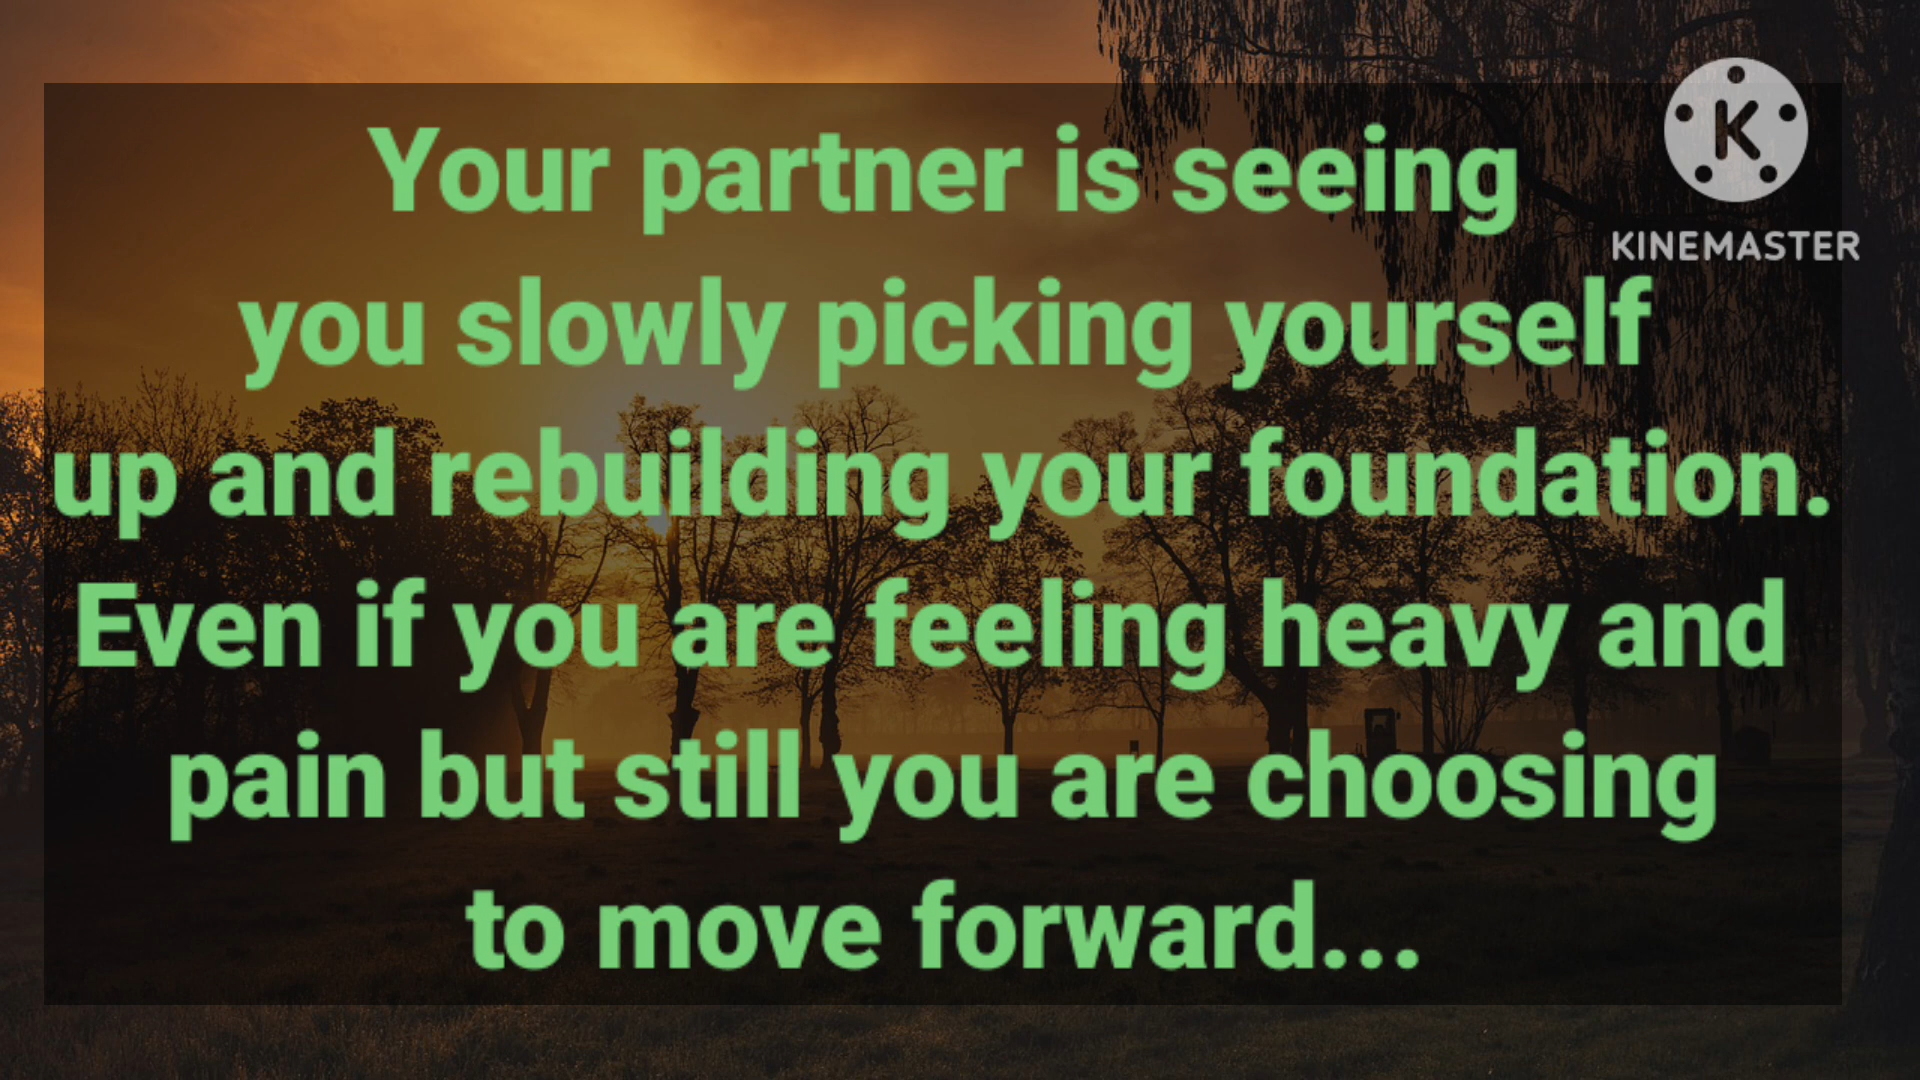 Your partner is seeing
you slowly picking yourself
up and rebuilding your foundation.
Even if you are feeling heavy and
pain but still you are choosing
to move forward...
K
KINEMASTER